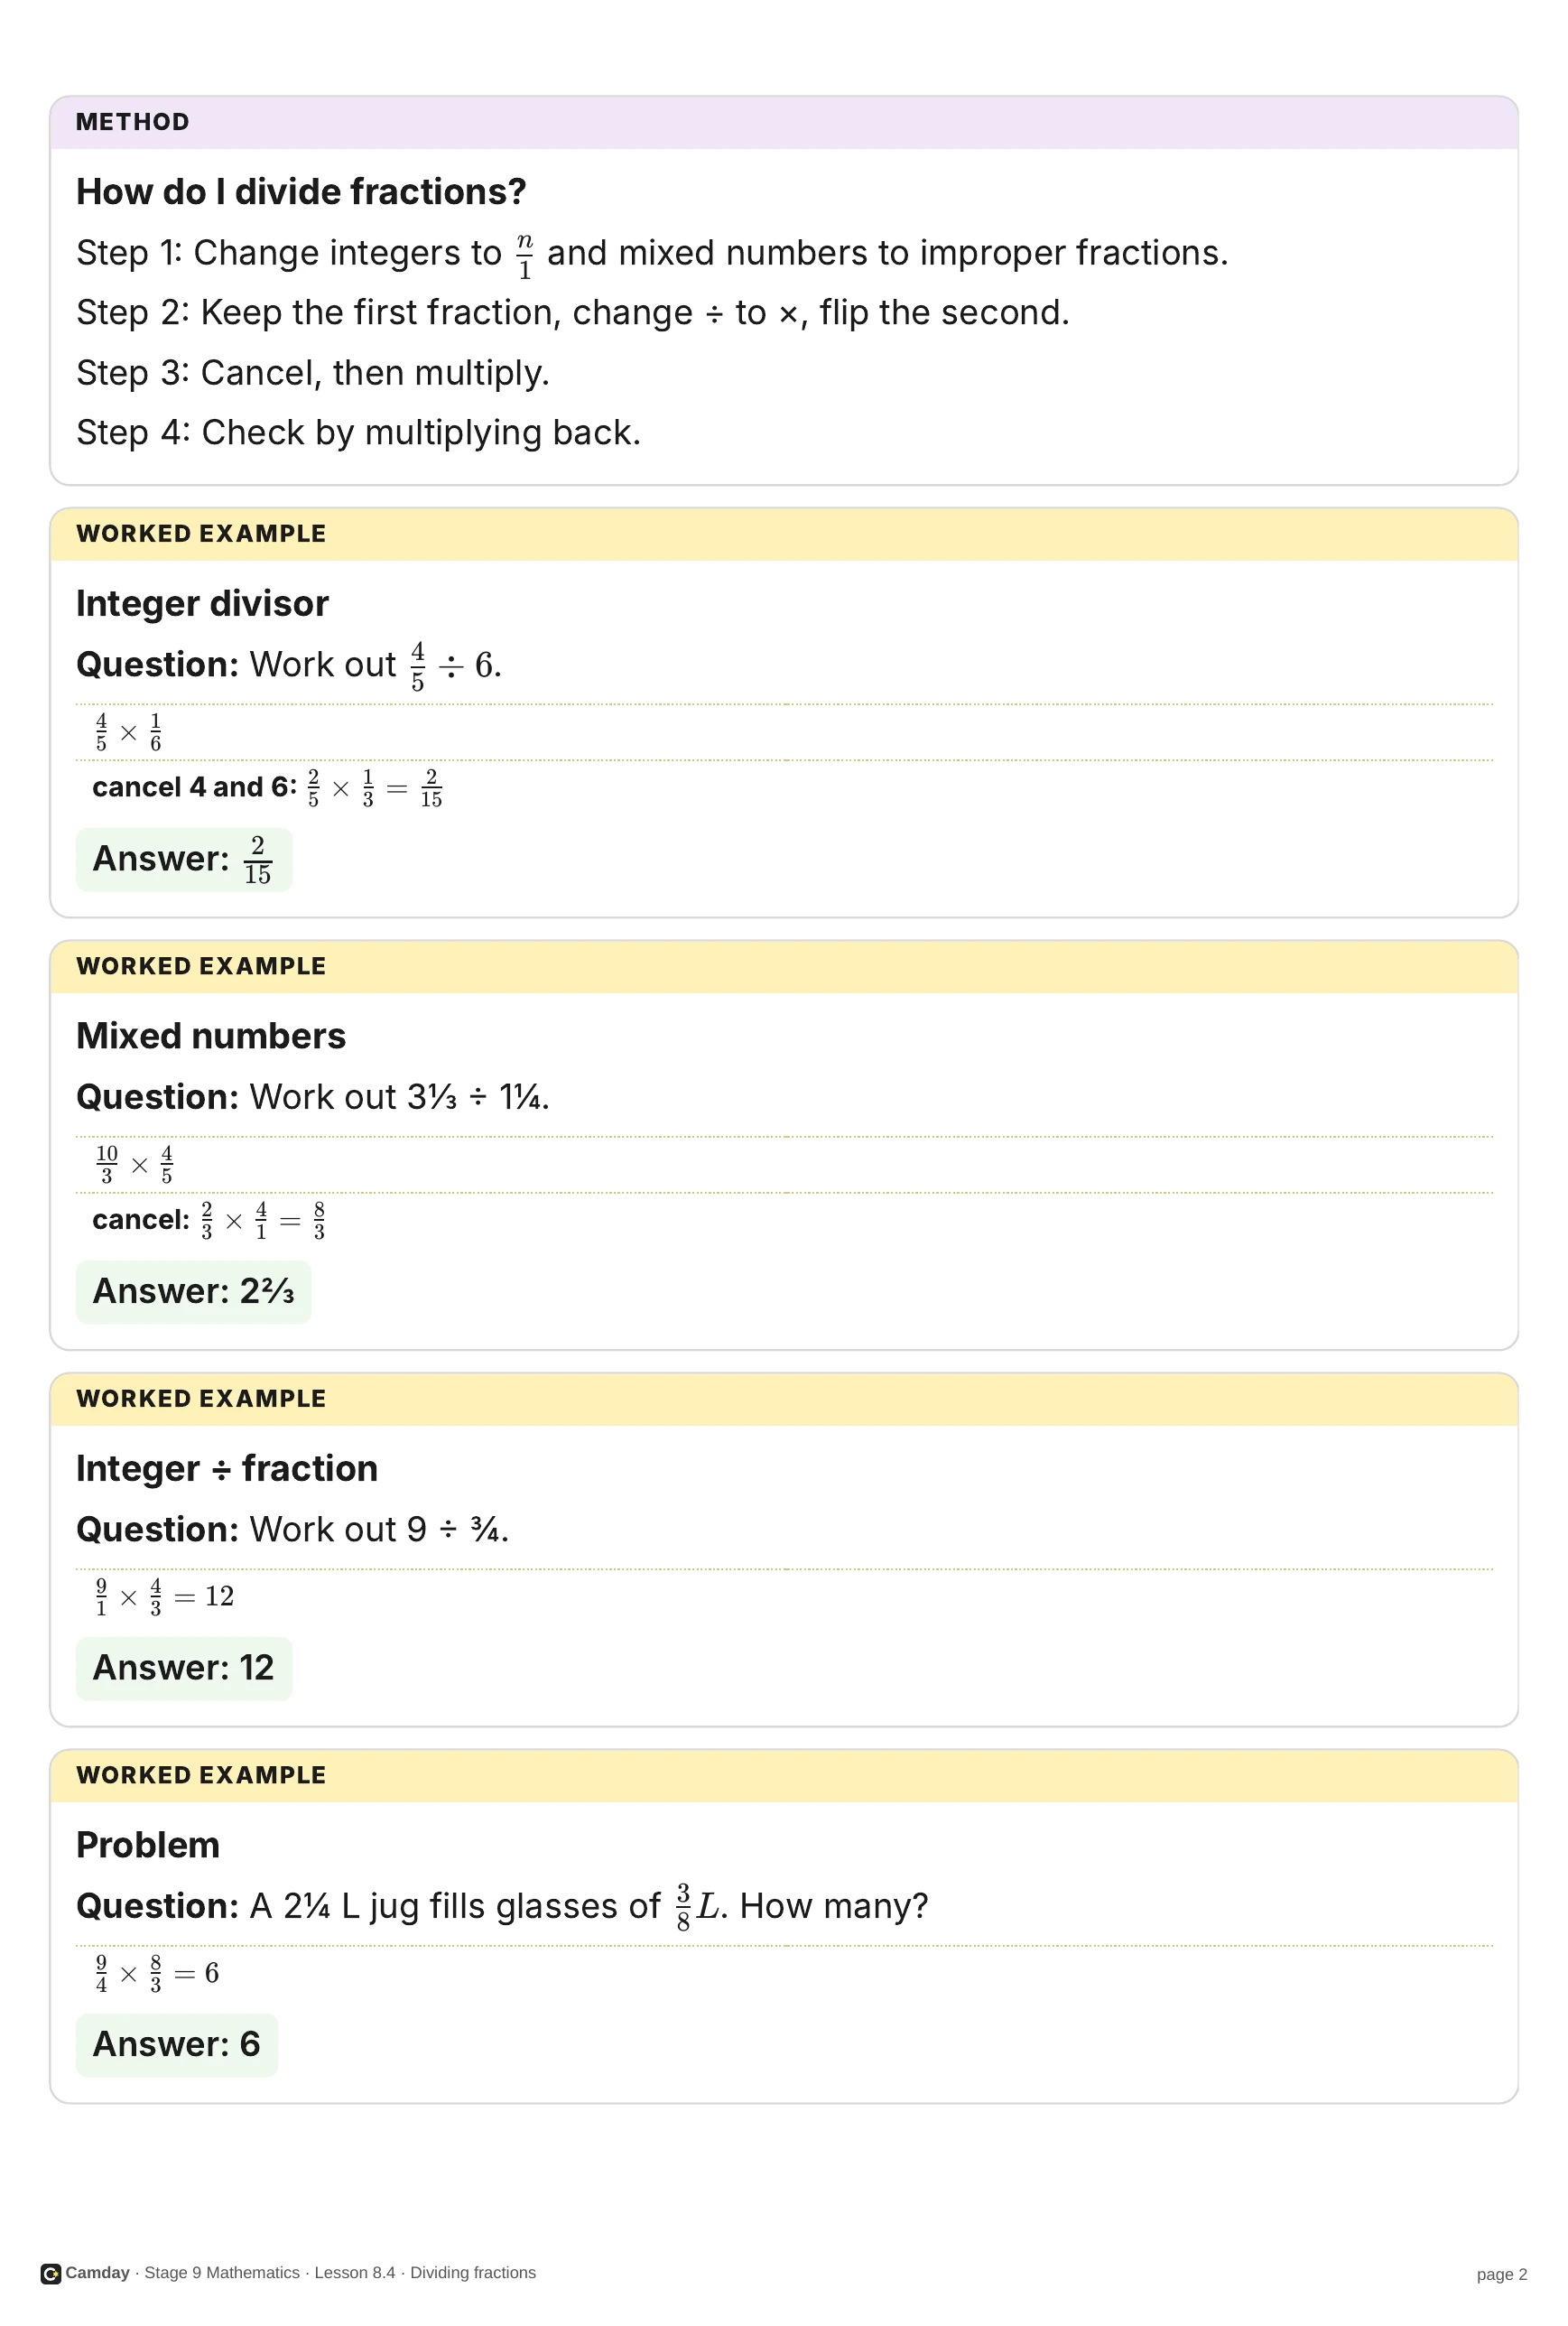 METHOD
How do I divide fractions?
Step 1: Change integers to n/1 and mixed numbers to improper fractions.
Step 2: Keep the first fraction, change ÷ to ×, flip the second.
Step 3: Cancel, then multiply.
Step 4: Check by multiplying back.
WORKED EXAMPLE
Integer divisor
Question: Work out 4/5 ÷ 6.
4/5 × 1/6
cancel 4 and 6: 2/5 × 1/3 = 2/15
Answer: 2/15
WORKED EXAMPLE
Mixed numbers
Question: Work out 3⅓ ÷ 1¼.
10/3 × 4/5
cancel: 2/3 × 4/1 = 8/3
Answer: 2⅔
WORKED EXAMPLE
Integer ÷ fraction
Question: Work out 9 ÷ ¾.
9/1 × 4/3 = 12
Answer: 12
WORKED EXAMPLE
Problem
Question: A 2¼ L jug fills glasses of 3/8 L. How many?
9/4 × 8/3 = 6
Answer: 6
Camday · Stage 9 Mathematics · Lesson 8.4 · Dividing fractions
page 2